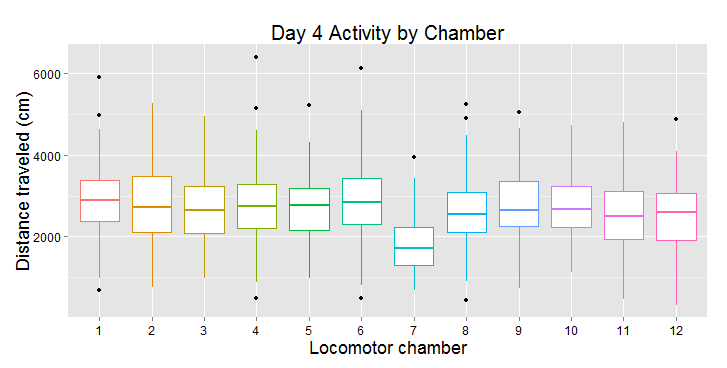 Day 4 Activity by Chamber
Distance traveled (cm)
6000
4000
2000
1 2 3 4 5 6 7 8 9 10 11 12
Locomotor chamber